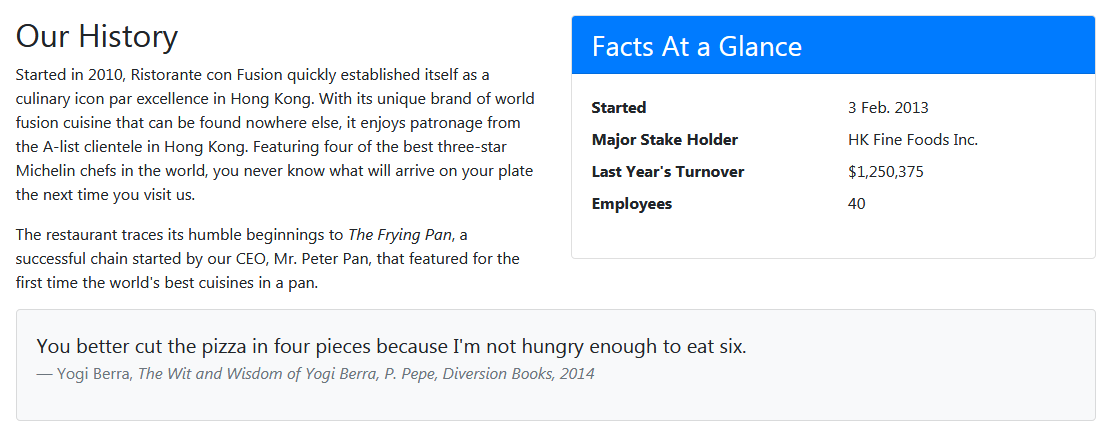 Our History
Started in 2010, Ristorante con Fusion quickly established itself as a
culinary icon par excellence in Hong Kong. With its unique brand of world
fusion cuisine that can be found nowhere else, it enjoys patronage from
the A-list clientele in Hong Kong. Featuring four of the best three-star
Michelin chefs in the world, you never know what will arrive on your plate
the next time you visit us.
The restaurant traces its humble beginnings to The Frying Pan, a
successful chain started by our CEO, Mr. Peter Pan, that featured for the
first time the world's best cuisines in a pan.
Facts At a Glance
Started 3 Feb. 2013
Major Stake Holder HK Fine Foods Inc.
Last Year's Turnover $1,250,375
Employees 40
You better cut the pizza in four pieces because I'm not hungry enough to eat six.
— Yogi Berra, The Wit and Wisdom of Yogi Berra, P. Pepe, Diversion Books, 2014